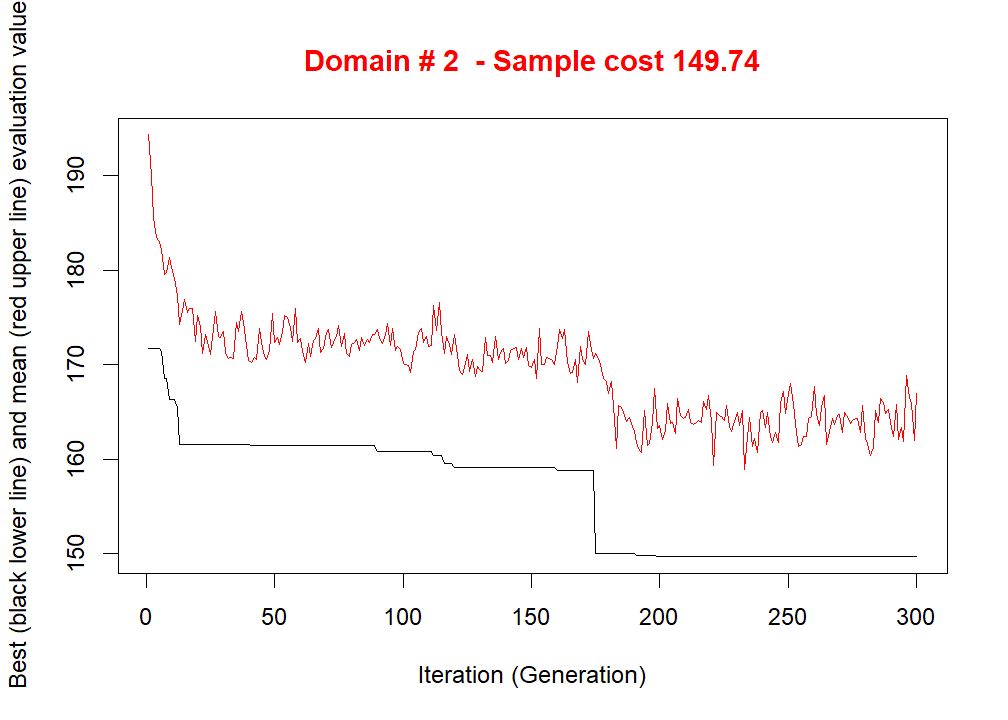 Domain # 2  - Sample cost 149.74
Best (black lower line) and mean (red upper line) evaluation value
190
180
170
160
150
0 50 100 150 200 250 300
Iteration (Generation)